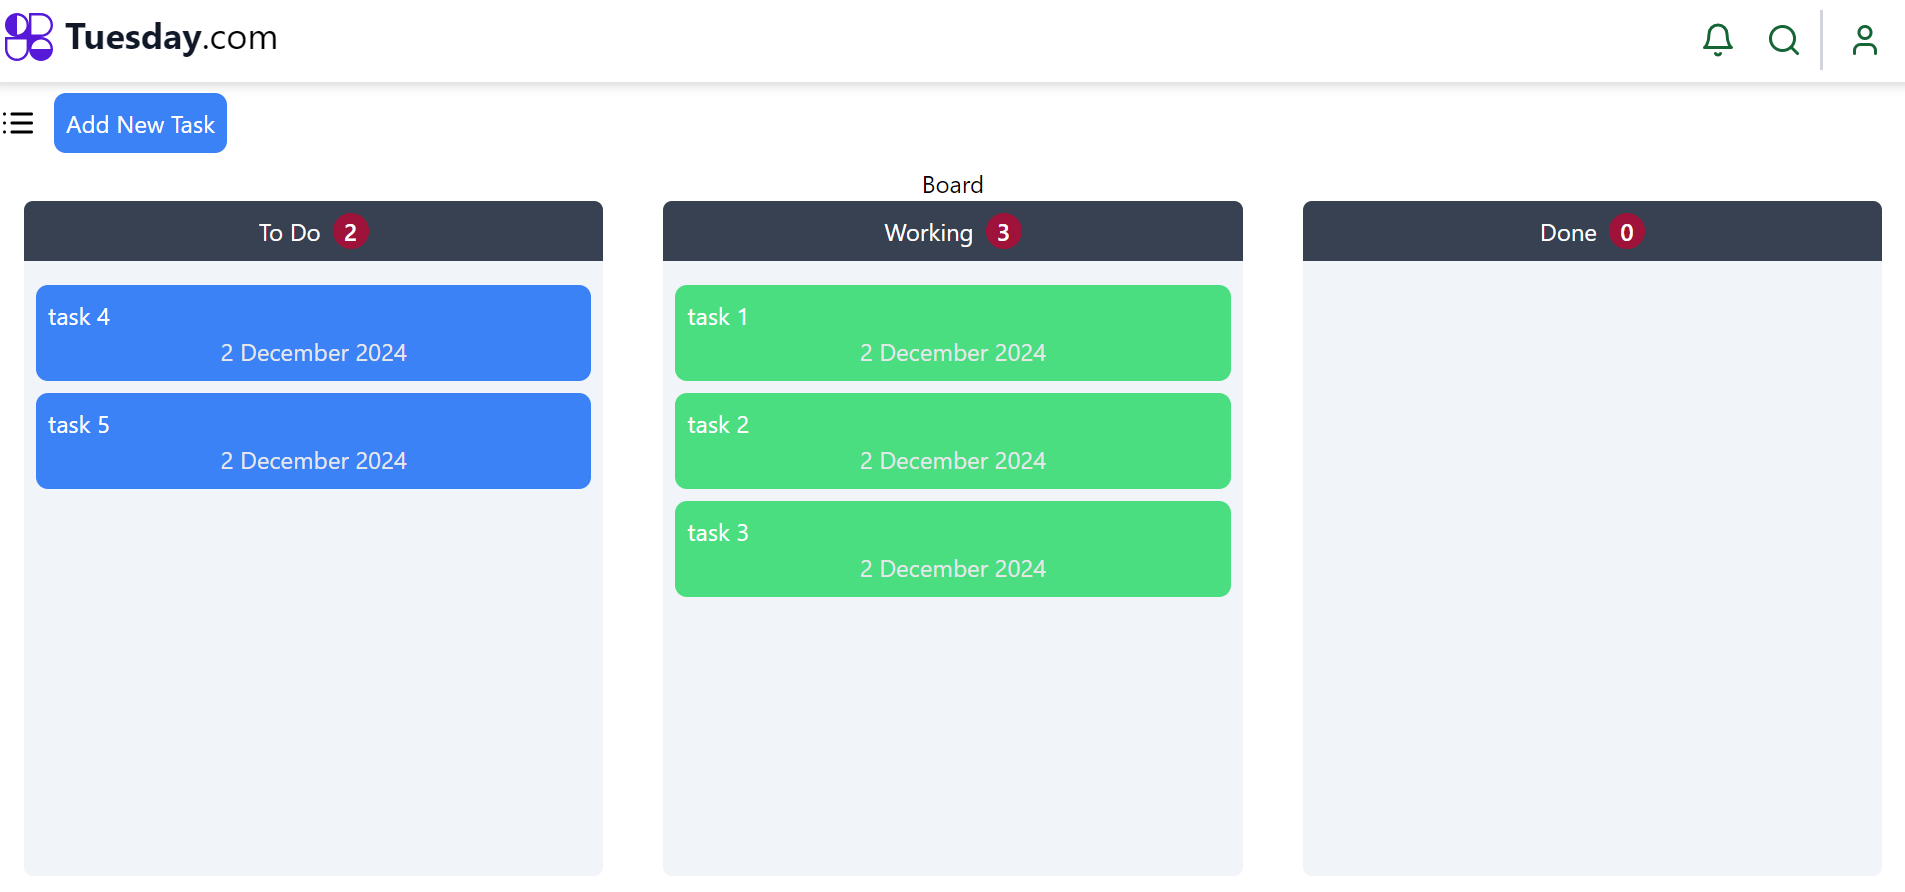 Tuesday.com
Add New Task
Board
To Do 2
task 4
2 December 2024
task 5
2 December 2024
Working 3
task 1
2 December 2024
task 2
2 December 2024
task 3
2 December 2024
Done 0